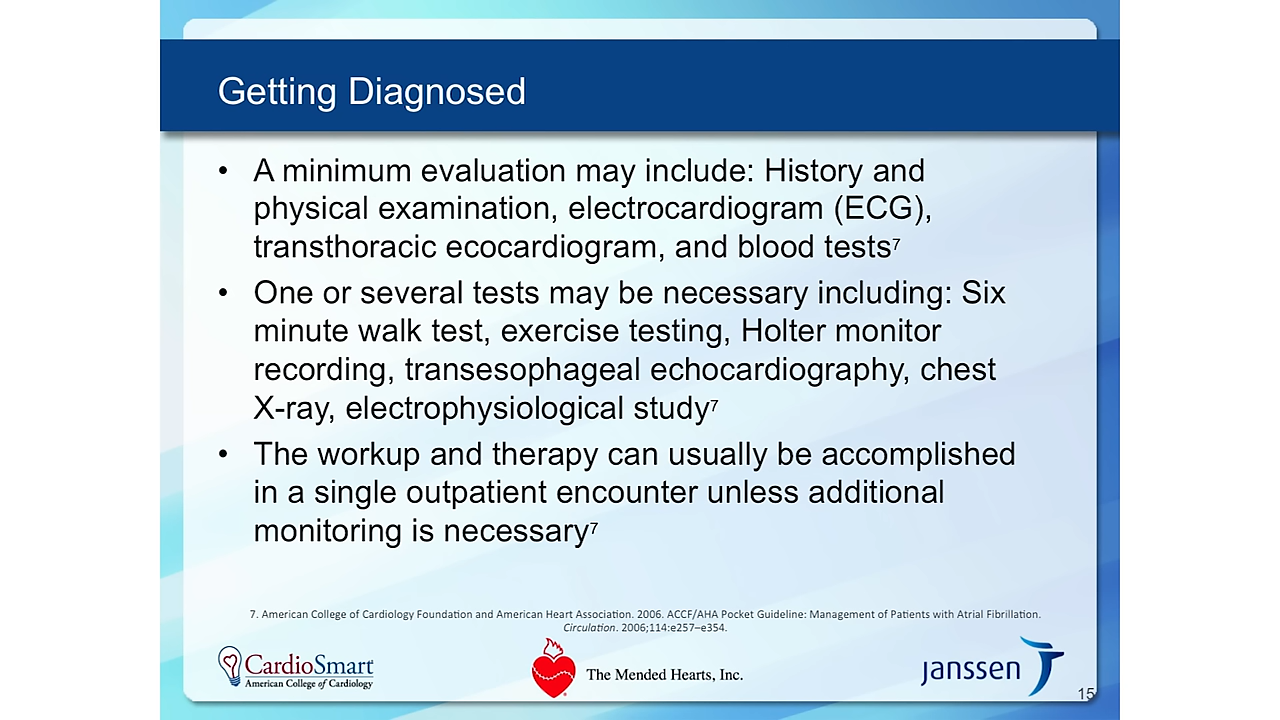 Getting Diagnosed
• A minimum evaluation may include: History and
physical examination, electrocardiogram (ECG),
transthoracic ecocardiogram, and blood tests7
• One or several tests may be necessary including: Six
minute walk test, exercise testing, Holter monitor
recording, transesophageal echocardiography, chest
X-ray, electrophysiological study7
• The workup and therapy can usually be accomplished
in a single outpatient encounter unless additional
monitoring is necessary7
7. American College of Cardiology Foundation and American Heart Association. 2006. ACCF/AHA Pocket Guideline: Management of Patients with Atrial Fibrillation.
Circulation. 2006;114:e257–e354.
CardioSmart
American College of Cardiology
The Mended Hearts, Inc.
janssen
15